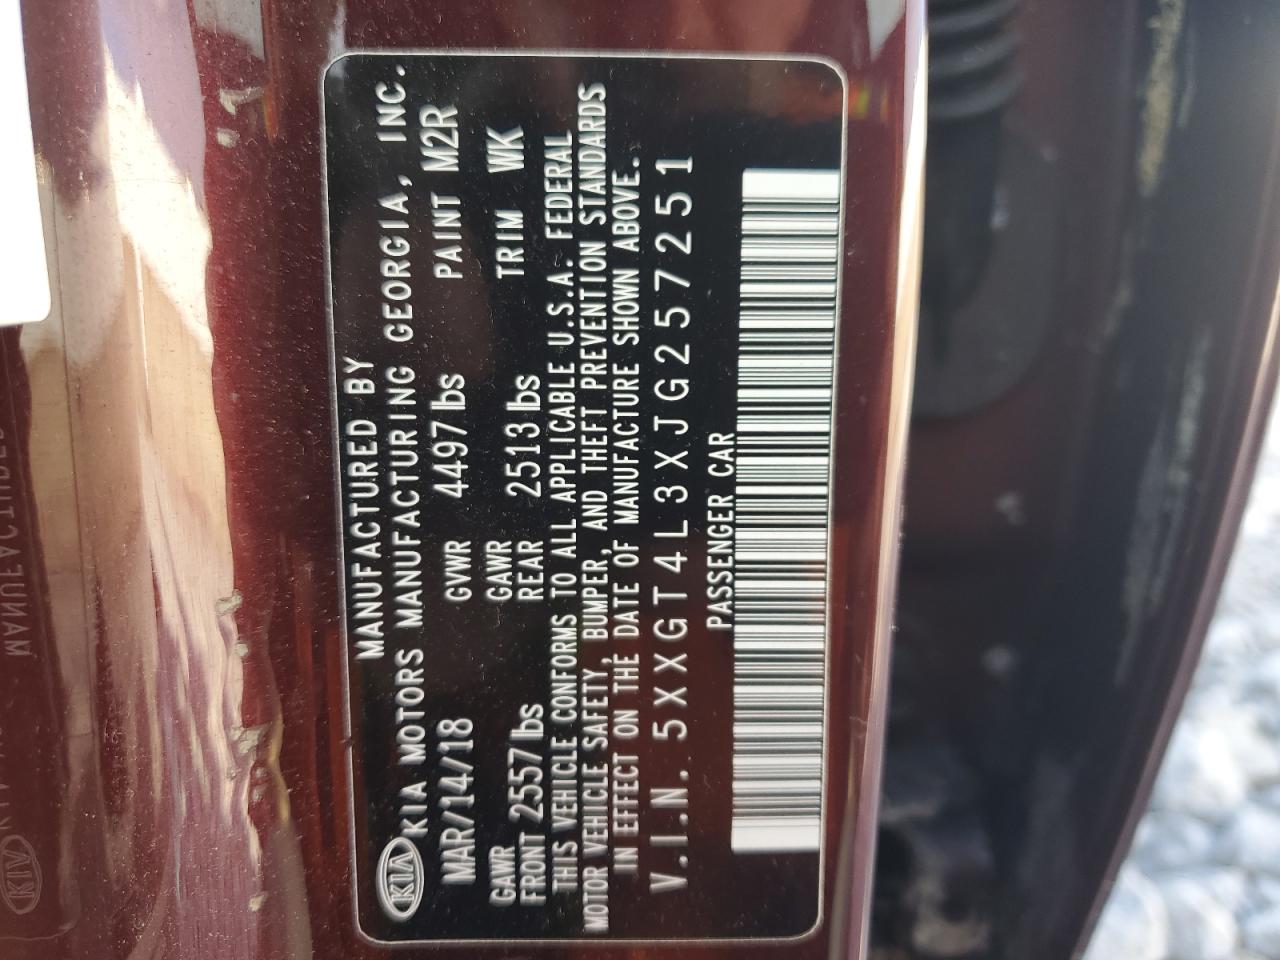 MANUFACTURED BY
KIA KIA MOTORS MANUFACTURING GEORGIA, INC.
MAR/14/18 GVWR 4497 lbs PAINT M2R
GAWR FRONT 2557 lbs GAWR REAR 2513 lbs TRIM WK
THIS VEHICLE CONFORMS TO ALL APPLICABLE U.S.A. FEDERAL
MOTOR VEHICLE SAFETY, BUMPER, AND THEFT PREVENTION STANDARDS
IN EFFECT ON THE DATE OF MANUFACTURE SHOWN ABOVE.
V.I.N. 5XXGT4L3XJG257251
PASSENGER CAR